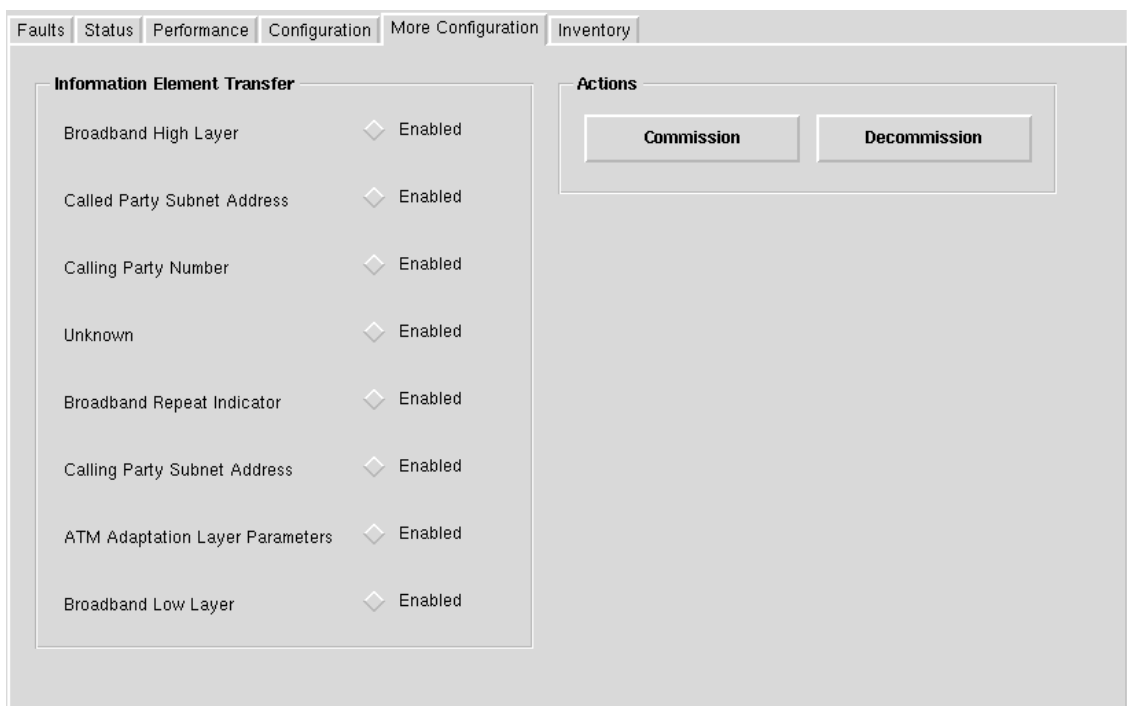 Faults Status Performance Configuration More Configuration Inventory
Information Element Transfer
Broadband High Layer Enabled
Called Party Subnet Address Enabled
Calling Party Number Enabled
Unknown Enabled
Broadband Repeat Indicator Enabled
Calling Party Subnet Address Enabled
ATM Adaptation Layer Parameters Enabled
Broadband Low Layer Enabled
Actions
Commission Decommission